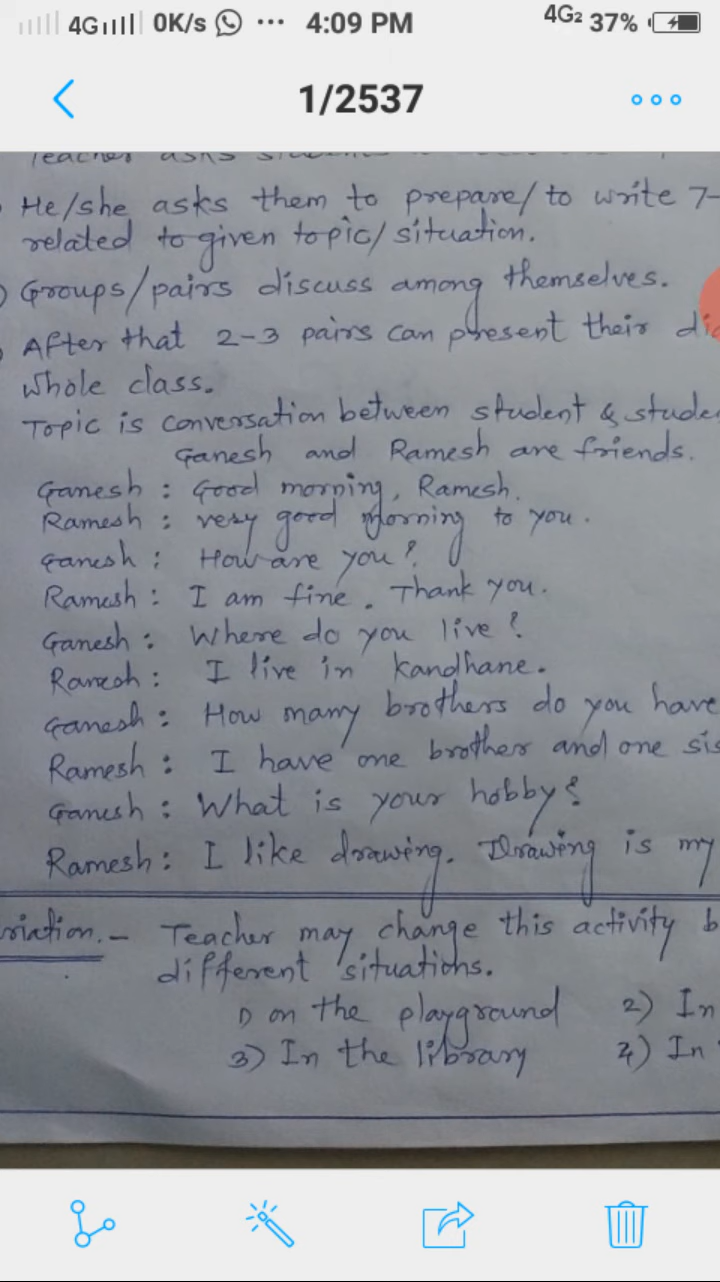 4G 0K/s ... 4:09 PM 4G2 37%
1/2537
Teacher asks
He/she asks them to prepare/to write 7-
related to given topic/situation.
Groups/pairs discuss among themselves.
After that 2-3 pairs can present their
whole class.
Topic is conversation between student & stude
Ganesh and Ramesh are friends.
Ganesh : Good morning, Ramesh.
Ramesh : very good morning to you.
Ganesh : How are you?
Ramesh : I am fine. Thank you.
Ganesh : Where do you live?
Ramesh : I live in kandhane.
Ganesh : How many brothers do you have
Ramesh : I have one brother and one sis
Ganesh : What is your hobby?
Ramesh : I like drawing. Drawing is my
riation. - Teacher may change this activity b
different situations.
1) on the playground 2) In
3) In the library 4) In